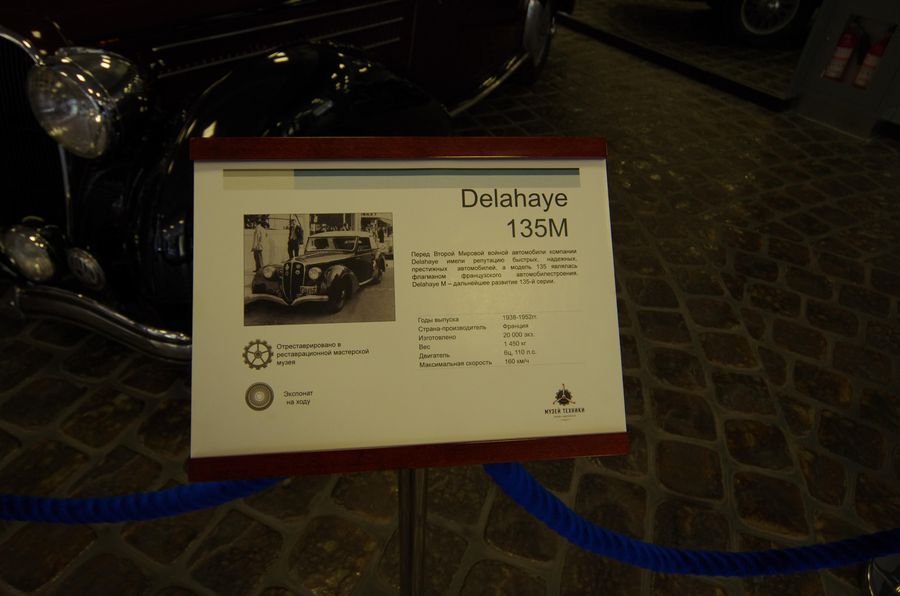 Delahaye
135M
Перед Второй Мировой войной автомобили компании
Delahaye имели репутацию быстрых, надежных,
престижных автомобилей, а модель 135 являлась
флагманом французского автомобилестроения.
Delahaye M – дальнейшее развитие 135-й серии.
Годы выпуска 1938-1952гг.
Страна-производитель Франция
Изготовлено 20 000 экз.
Вес 1 450 кг
Двигатель 6ц, 110 л.с.
Максимальная скорость 160 км/ч
Отреставрировано в
реставрационной мастерской
музея
Экспонат
на ходу
МУЗЕЙ ТЕХНИКИ